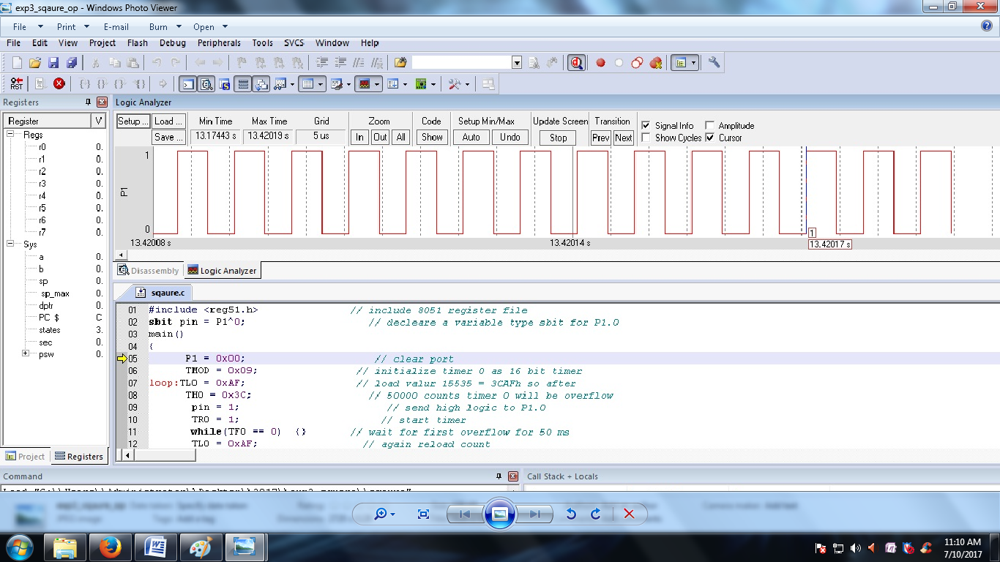 exp3_sqaure_op - Windows Photo Viewer
File Print E-mail Burn Open
File Edit View Project Flash Debug Peripherals Tools SVCS Window Help
RST
Registers
Register V
Regs
r0 0.
r1 0.
r2 0.
r3 0.
r4 0.
r5 0.
r6 0.
r7 0.
Sys
a 0.
b 0.
sp 0.
sp_max 0.
dptr 0.
PC $ C
states 3.
sec 0.
psw 0.
Project Registers
Logic Analyzer
Setup ... Load ... Min Time Max Time Grid Zoom Code Setup Min/Max Update Screen Transition Signal Info Amplitude
Save ... 13.17443 s 13.42019 s 5 us In Out All Show Auto Undo Stop Prev Next Show Cycles Cursor
1
P1
0
1
13.42008 s 13.42014 s 13.42017 s
Disassembly Logic Analyzer
sqaure.c
01 #include <reg51.h> // include 8051 register file
02 sbit pin = P1^0; // decleare a variable type sbit for P1.0
03 main()
04 {
05 P1 = 0x00; // clear port
06 TMOD = 0x09; // initialize timer 0 as 16 bit timer
07 loop:TL0 = 0xAF; // load valur 15535 = 3CAFh so after
08 TH0 = 0x3C; // 50000 counts timer 0 will be overflow
09 pin = 1; // send high logic to P1.0
10 TR0 = 1; // start timer
11 while(TF0 == 0) {} // wait for first overflow for 50 ms
12 TL0 = 0xAF; // again reload count
Command
Call Stack + Locals
11:10 AM
7/10/2017